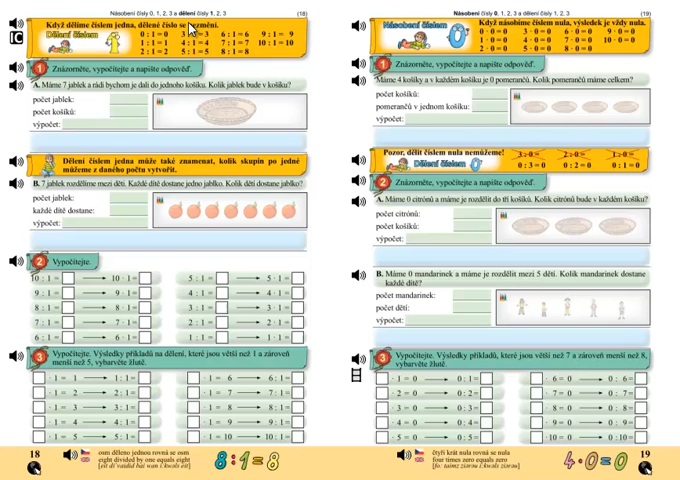 Násobení čísly 0, 1, 2, 3 a dělení čísly 1, 2, 3
(18)
Když dělíme číslem jedna, dělené číslo se nezmění.
Dělení číslem 1
0 : 1 = 0 3 : 1 = 3 6 : 1 = 6 9 : 1 = 9
1 : 1 = 1 4 : 1 = 4 7 : 1 = 7 10 : 1 = 10
2 : 1 = 2 5 : 1 = 5 8 : 1 = 8
1 Znázorněte, vypočítejte a napište odpověď.
A. Máme 7 jablek a rádi bychom je dali do jednoho košíku. Kolik jablek bude v košíku?
počet jablek:
počet košíků:
výpočet:
Dělení číslem jedna může také znamenat, kolik skupin po jedné
můžeme z daného počtu vytvořit.
B. 7 jablek rozdělíme mezi děti. Každé dítě dostane jedno jablko. Kolik dětí dostane jablko?
počet jablek:
každé dítě dostane:
výpočet:
2 Vypočítejte.
10 : 1 = 10 · 1 = 5 : 1 = 5 · 1 =
9 : 1 = 9 · 1 = 4 : 1 = 4 · 1 =
8 : 1 = 8 · 1 = 3 : 1 = 3 · 1 =
7 : 1 = 7 · 1 = 2 : 1 = 2 · 1 =
6 : 1 = 6 · 1 = 1 : 1 = 1 · 1 =
3 Vypočítejte. Výsledky příkladů na dělení, které jsou větší než 1 a zároveň
menší než 5, vybarvěte žlutě.
· 1 = 1 1 : 1 = · 1 = 6 6 : 1 =
· 1 = 2 2 : 1 = · 1 = 7 7 : 1 =
· 1 = 3 3 : 1 = · 1 = 8 8 : 1 =
· 1 = 4 4 : 1 = · 1 = 9 9 : 1 =
· 1 = 5 5 : 1 = · 1 = 10 10 : 1 =
18
osm děleno jednou rovná se osm
eight divided by one equals eight
8 : 1 = 8
Násobení čísly 0, 1, 2, 3 a dělení čísly 1, 2, 3
(19)
Když násobíme číslem nula, výsledek je vždy nula.
Násobení číslem 0
0 · 0 = 0 3 · 0 = 0 6 · 0 = 0 9 · 0 = 0
1 · 0 = 0 4 · 0 = 0 7 · 0 = 0 10 · 0 = 0
2 · 0 = 0 5 · 0 = 0 8 · 0 = 0
1 Znázorněte, vypočítejte a napište odpověď.
Máme 4 košíky a v každém košíku je 0 pomerančů. Kolik pomerančů máme celkem?
počet košíků:
pomerančů v jednom košíku:
výpočet:
Pozor, dělit číslem nula nemůžeme!
3 : 0 = 2 : 0 = 1 : 0 =
Dělení číslem 0
0 : 3 = 0 0 : 2 = 0 0 : 1 = 0
2 Znázorněte, vypočítejte a napište odpověď.
A. Máme 0 citrónů a máme je rozdělit do tří košíků. Kolik citrónů bude v každém košíku?
počet citrónů:
počet košíků:
výpočet:
B. Máme 0 mandarinek a máme je rozdělit mezi 5 dětí. Kolik mandarinek dostane
každé dítě?
počet mandarinek:
počet dětí:
výpočet:
3 Vypočítejte. Výsledky příkladů, které jsou větší než 7 a zároveň menší než 8,
vybarvěte žlutě.
· 1 = 0 0 : 1 = · 6 = 0 0 : 6 =
· 2 = 0 0 : 2 = · 7 = 0 0 : 7 =
· 3 = 0 0 : 3 = · 8 = 0 0 : 8 =
· 4 = 0 0 : 4 = · 9 = 0 0 : 9 =
· 5 = 0 0 : 5 = · 10 = 0 0 : 10 =
čtyři krát nula rovná se nula
four times zero equals zero
4 · 0 = 0
19